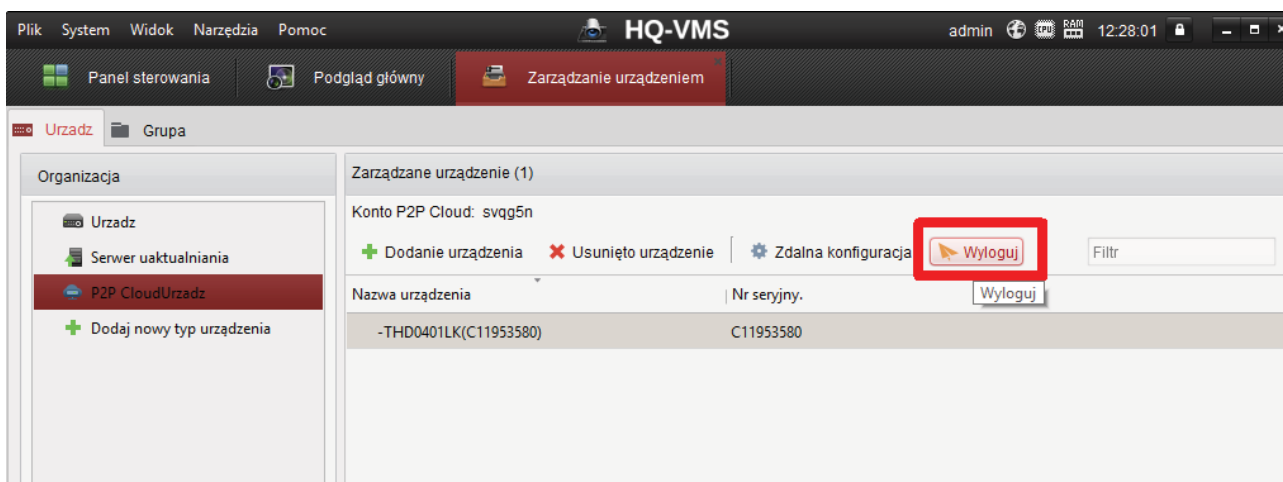 Plik System Widok Narzędzia Pomoc HQ-VMS admin CPU RAM 12:28:01
Panel sterowania Podgląd główny Zarządzanie urządzeniem
Urzadz Grupa
Organizacja
Urzadz
Serwer uaktualniania
P2P CloudUrzadz
Dodaj nowy typ urządzenia
Zarządzane urządzenie (1)
Konto P2P Cloud: svqg5n
Dodanie urządzenia Usunięto urządzenie Zdalna konfiguracja Wyloguj Filtr
Wyloguj
Nazwa urządzenia Nr seryjny.
-THD0401LK(C11953580) C11953580